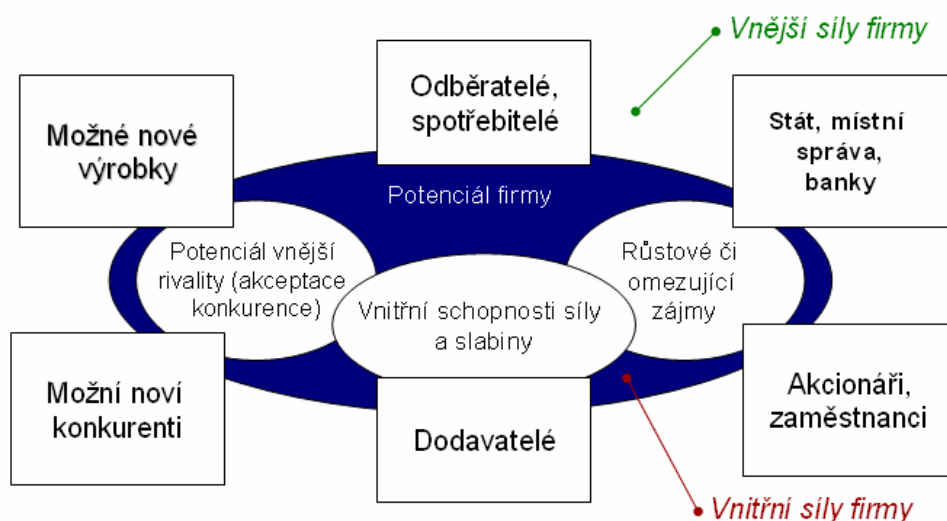 Vnější síly firmy
Odběratelé,
spotřebitelé
Možné nové
výrobky
Stát, místní
správa,
banky
Potenciál firmy
Potenciál vnější
rivality (akceptace
konkurence)
Růstové či
omezující
zájmy
Vnitřní schopnosti síly
a slabiny
Možní noví
konkurenti
Dodavatelé
Akcionáři,
zaměstnanci
Vnitřní síly firmy